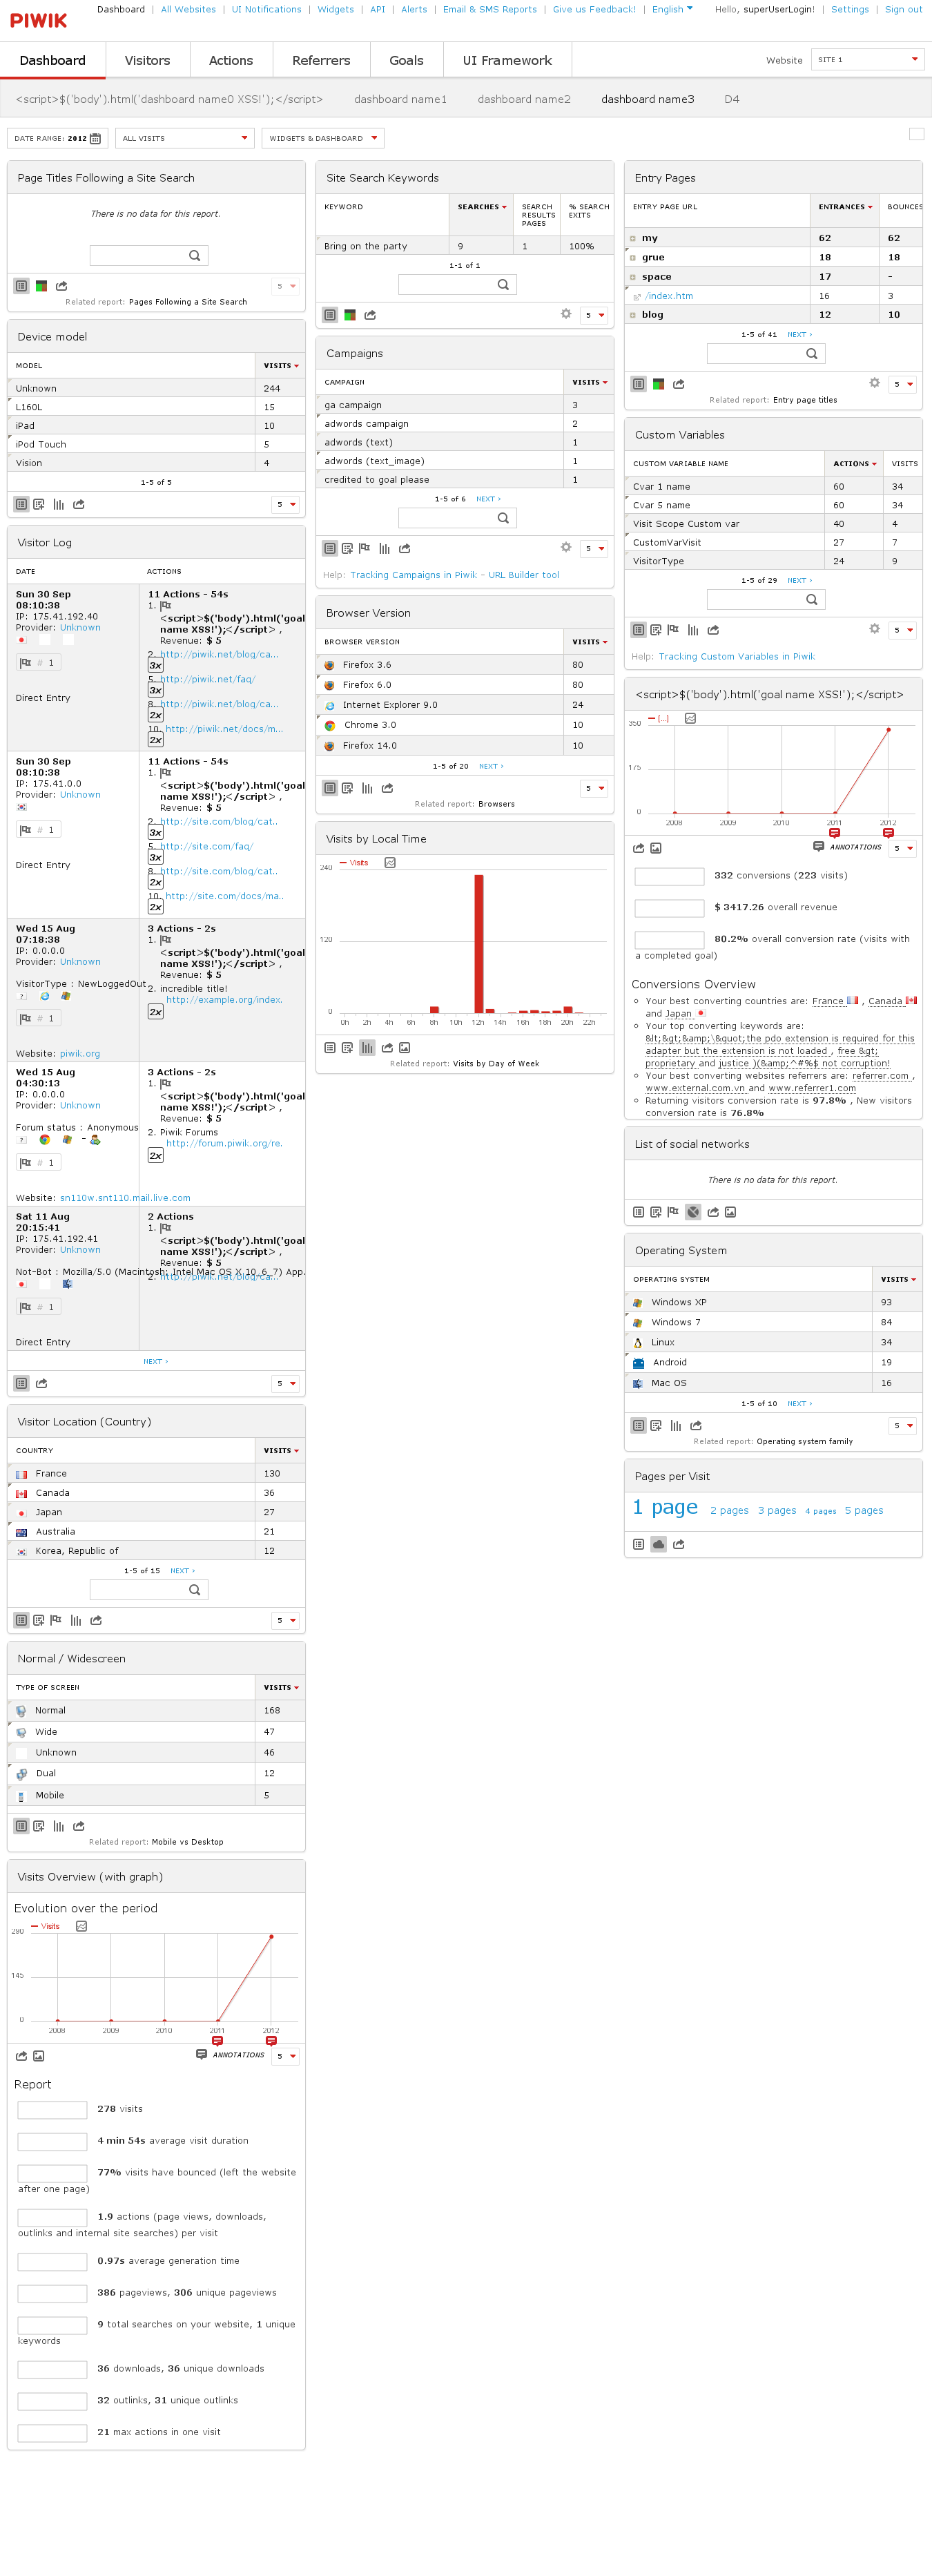 PIWIK
Dashboard | All Websites | UI Notifications | Widgets | API | Alerts | Email & SMS Reports | Give us Feedback! | English
Hello, superUserLogin! | Settings | Sign out
Dashboard Visitors Actions Referrers Goals UI Framework
Website SITE 1
<script>$('body').html('dashboard name0 XSS!');</script> dashboard name1 dashboard name2 dashboard name3 D4
DATE RANGE: 2012 ALL VISITS WIDGETS & DASHBOARD
Page Titles Following a Site Search
There is no data for this report.
5
Related report: Pages Following a Site Search
Device model
MODEL VISITS
Unknown 244
L160L 15
iPad 10
iPod Touch 5
Vision 4
1-5 of 5
5
Visitor Log
DATE ACTIONS
Sun 30 Sep
08:10:38
IP: 175.41.192.40
Provider: Unknown
# 1
Direct Entry
11 Actions - 54s
1.
<script>$('body').html('goal
name XSS!');</script> ,
Revenue: $ 5
2. http://piwik.net/blog/ca...
3x
5. http://piwik.net/faq/
3x
8. http://piwik.net/blog/ca...
2x
10. http://piwik.net/docs/m...
2x
Sun 30 Sep
08:10:38
IP: 175.41.0.0
Provider: Unknown
# 1
Direct Entry
11 Actions - 54s
1.
<script>$('body').html('goal
name XSS!');</script> ,
Revenue: $ 5
2. http://site.com/blog/cat..
3x
5. http://site.com/faq/
3x
8. http://site.com/blog/cat..
2x
10. http://site.com/docs/ma..
2x
Wed 15 Aug
07:18:38
IP: 0.0.0.0
Provider: Unknown
VisitorType : NewLoggedOut
# 1
Website: piwik.org
3 Actions - 2s
1.
<script>$('body').html('goal
name XSS!');</script> ,
Revenue: $ 5
2. incredible title!
http://example.org/index.
2x
Wed 15 Aug
04:30:13
IP: 0.0.0.0
Provider: Unknown
Forum status : Anonymous
-
# 1
Website: sn110w.snt110.mail.live.com
3 Actions - 2s
1.
<script>$('body').html('goal
name XSS!');</script> ,
Revenue: $ 5
2. Piwik Forums
http://forum.piwik.org/re.
2x
Sat 11 Aug
20:15:41
IP: 175.41.192.41
Provider: Unknown
Not-Bot : Mozilla/5.0 (Macintosh; Intel Mac OS X 10_6_7) App.
# 1
Direct Entry
2 Actions
1.
<script>$('body').html('goal
name XSS!');</script> ,
Revenue: $ 5
2. http://piwik.net/blog/ca...
NEXT ›
5
Visitor Location (Country)
COUNTRY VISITS
France 130
Canada 36
Japan 27
Australia 21
Korea, Republic of 12
1-5 of 15 NEXT ›
5
Normal / Widescreen
TYPE OF SCREEN VISITS
Normal 168
Wide 47
Unknown 46
Dual 12
Mobile 5
Related report: Mobile vs Desktop
Visits Overview (with graph)
Evolution over the period
Visits
290
145
0
2008 2009 2010 2011 2012
ANNOTATIONS 5
Report
278 visits
4 min 54s average visit duration
77% visits have bounced (left the website
after one page)
1.9 actions (page views, downloads,
outlinks and internal site searches) per visit
0.97s average generation time
386 pageviews, 306 unique pageviews
9 total searches on your website, 1 unique
keywords
36 downloads, 36 unique downloads
32 outlinks, 31 unique outlinks
21 max actions in one visit
Site Search Keywords
KEYWORD SEARCHES SEARCH RESULTS PAGES % SEARCH EXITS
Bring on the party 9 1 100%
1-1 of 1
5
Campaigns
CAMPAIGN VISITS
ga campaign 3
adwords campaign 2
adwords (text) 1
adwords (text_image) 1
credited to goal please 1
1-5 of 6 NEXT ›
5
Help: Tracking Campaigns in Piwik - URL Builder tool
Browser Version
BROWSER VERSION VISITS
Firefox 3.6 80
Firefox 6.0 80
Internet Explorer 9.0 24
Chrome 3.0 10
Firefox 14.0 10
1-5 of 20 NEXT ›
5
Related report: Browsers
Visits by Local Time
Visits
240
120
0
0h 2h 4h 6h 8h 10h 12h 14h 16h 18h 20h 22h
Related report: Visits by Day of Week
Entry Pages
ENTRY PAGE URL ENTRANCES BOUNCES
my 62 62
grue 18 18
space 17 -
/index.htm 16 3
blog 12 10
1-5 of 41 NEXT ›
5
Related report: Entry page titles
Custom Variables
CUSTOM VARIABLE NAME ACTIONS VISITS
Cvar 1 name 60 34
Cvar 5 name 60 34
Visit Scope Custom var 40 4
CustomVarVisit 27 7
VisitorType 24 9
1-5 of 29 NEXT ›
5
Help: Tracking Custom Variables in Piwik
<script>$('body').html('goal name XSS!');</script>
[...]
350
175
0
2008 2009 2010 2011 2012
ANNOTATIONS 5
332 conversions (223 visits)
$ 3417.26 overall revenue
80.2% overall conversion rate (visits with
a completed goal)
Conversions Overview
Your best converting countries are: France , Canada
and Japan
Your top converting keywords are:
&lt;&gt;&amp;\&quot;the pdo extension is required for this
adapter but the extension is not loaded , free &gt;
proprietary and justice )(&amp;^#%$ not corruption!
Your best converting websites referrers are: referrer.com ,
www.external.com.vn and www.referrer1.com
Returning visitors conversion rate is 97.8% , New visitors
conversion rate is 76.8%
List of social networks
There is no data for this report.
Operating System
OPERATING SYSTEM VISITS
Windows XP 93
Windows 7 84
Linux 34
Android 19
Mac OS 16
1-5 of 10 NEXT ›
5
Related report: Operating system family
Pages per Visit
1 page 2 pages 3 pages 4 pages 5 pages